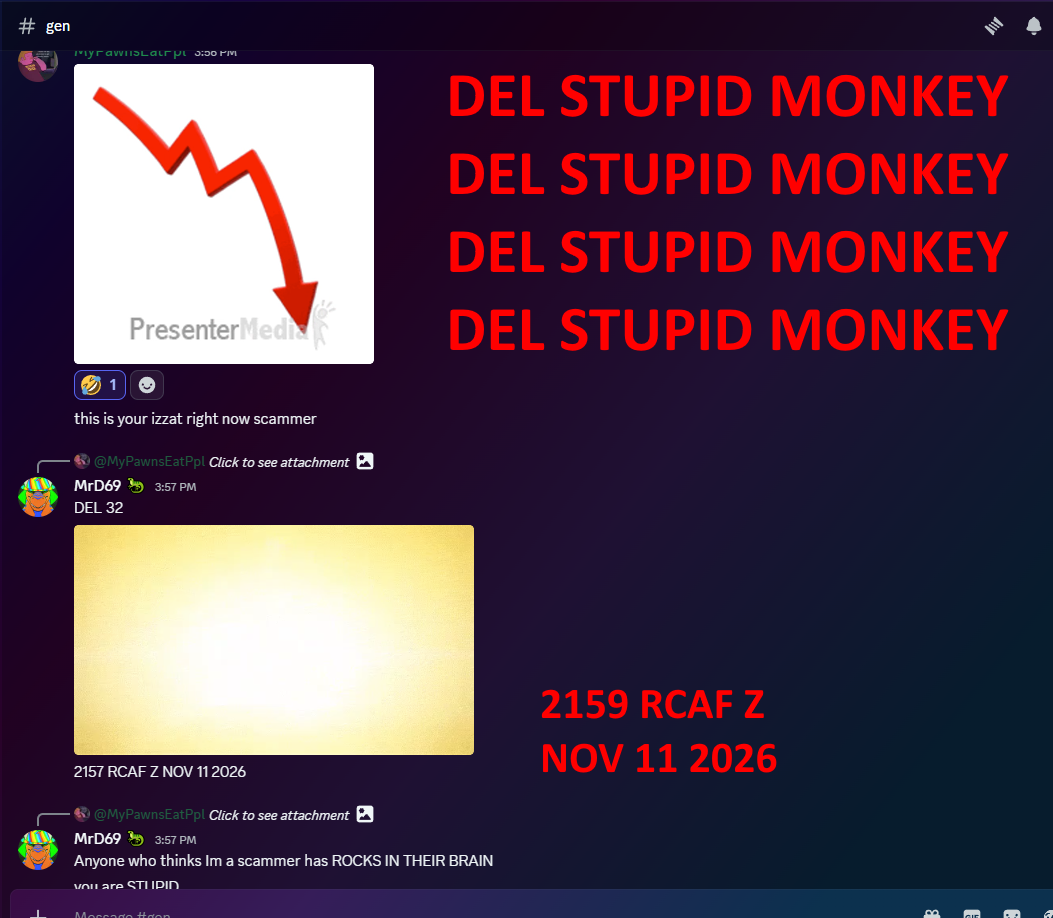 gen
MyPawnsEatPpl 3:56 PM
DEL STUPID MONKEY
DEL STUPID MONKEY
DEL STUPID MONKEY
DEL STUPID MONKEY
PresenterMedia
1
this is your izzat right now scammer
@MyPawnsEatPpl Click to see attachment
MrD69 3:57 PM
DEL 32
2157 RCAF Z NOV 11 2026
2159 RCAF Z
NOV 11 2026
@MyPawnsEatPpl Click to see attachment
MrD69 3:57 PM
Anyone who thinks Im a scammer has ROCKS IN THEIR BRAIN
you are STUPID
Message #gen
GIF